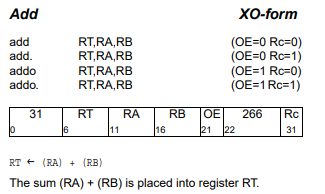 Add XO-form
add RT,RA,RB (OE=0 Rc=0)
add. RT,RA,RB (OE=0 Rc=1)
addo RT,RA,RB (OE=1 Rc=0)
addo. RT,RA,RB (OE=1 Rc=1)
31 RT RA RB OE 266 Rc
0 6 11 16 21 22 31
RT ← (RA) + (RB)
The sum (RA) + (RB) is placed into register RT.